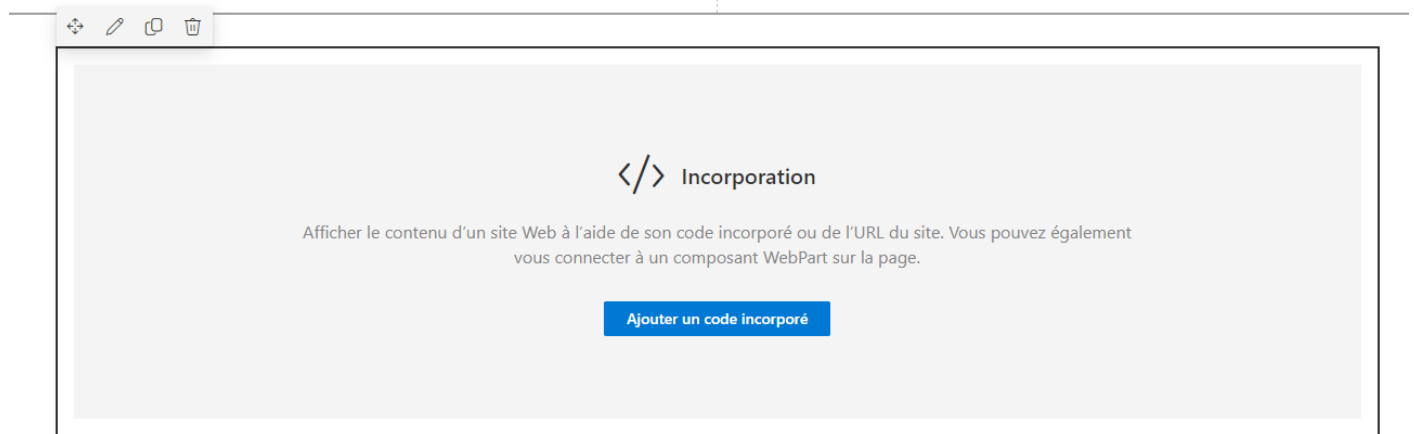 Incorporation
Afficher le contenu d’un site Web à l’aide de son code incorporé ou de l’URL du site. Vous pouvez également
vous connecter à un composant WebPart sur la page.
Ajouter un code incorporé